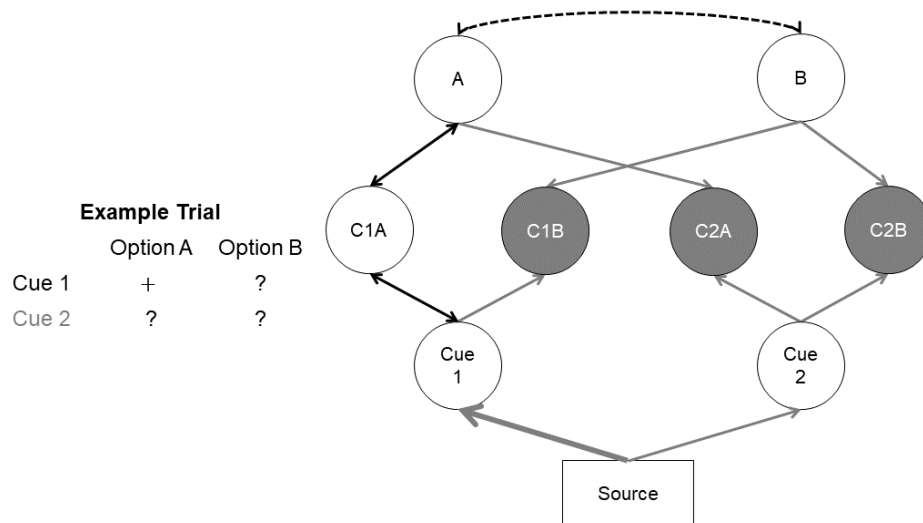 A
B
Example Trial
Option A Option B
Cue 1 + ?
Cue 2 ? ?
C1A
C1B
C2A
C2B
Cue
1
Cue
2
Source